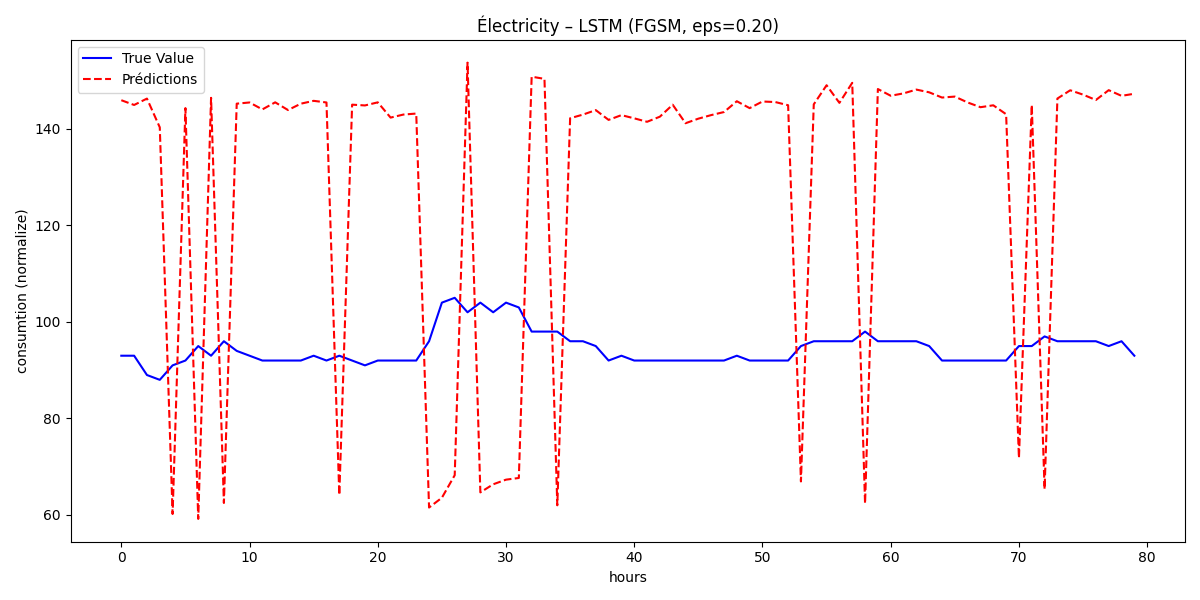 Électricity – LSTM (FGSM, eps=0.20)
True Value
Prédictions
consumtion (normalize)
140
120
100
80
60
0 10 20 30 40 50 60 70 80
hours